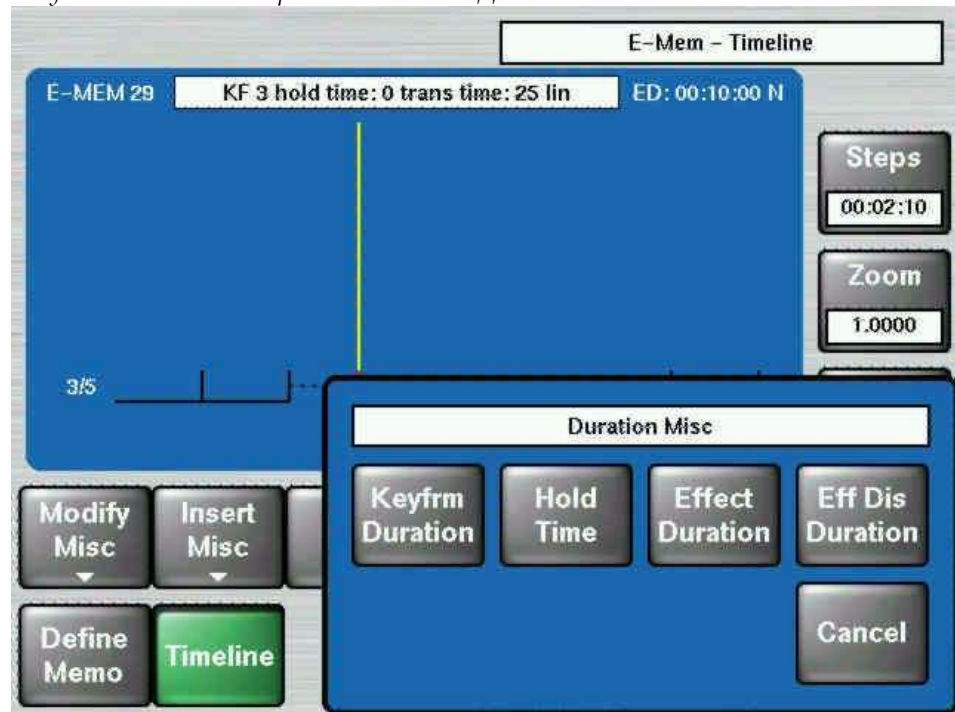 E-Mem - Timeline
E-MEM 29
KF 3 hold time: 0 trans time: 25 lin
ED: 00:10:00 N
Steps
00:02:10
Zoom
1.0000
3/5
Duration Misc
Keyfrm Duration
Hold Time
Effect Duration
Eff Dis Duration
Modify Misc
Insert Misc
Cancel
Define Memo
Timeline